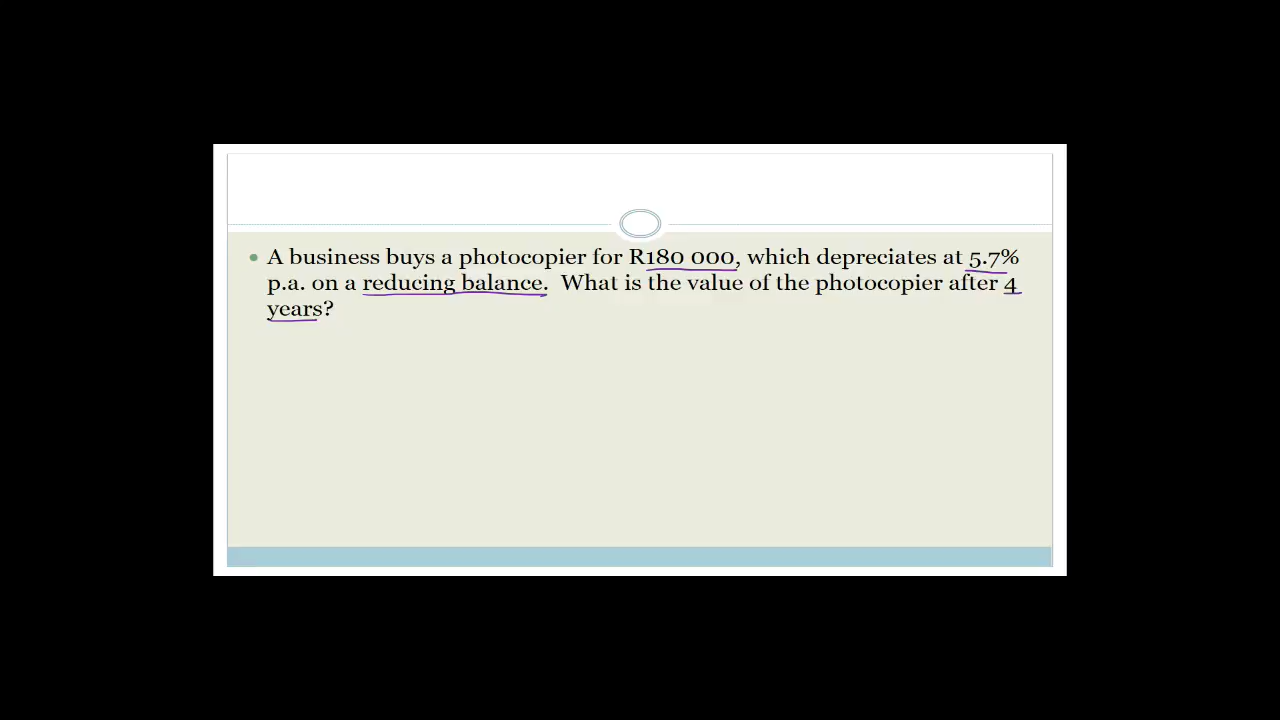 A business buys a photocopier for R180 000, which depreciates at 5.7%
p.a. on a reducing balance. What is the value of the photocopier after 4
years?